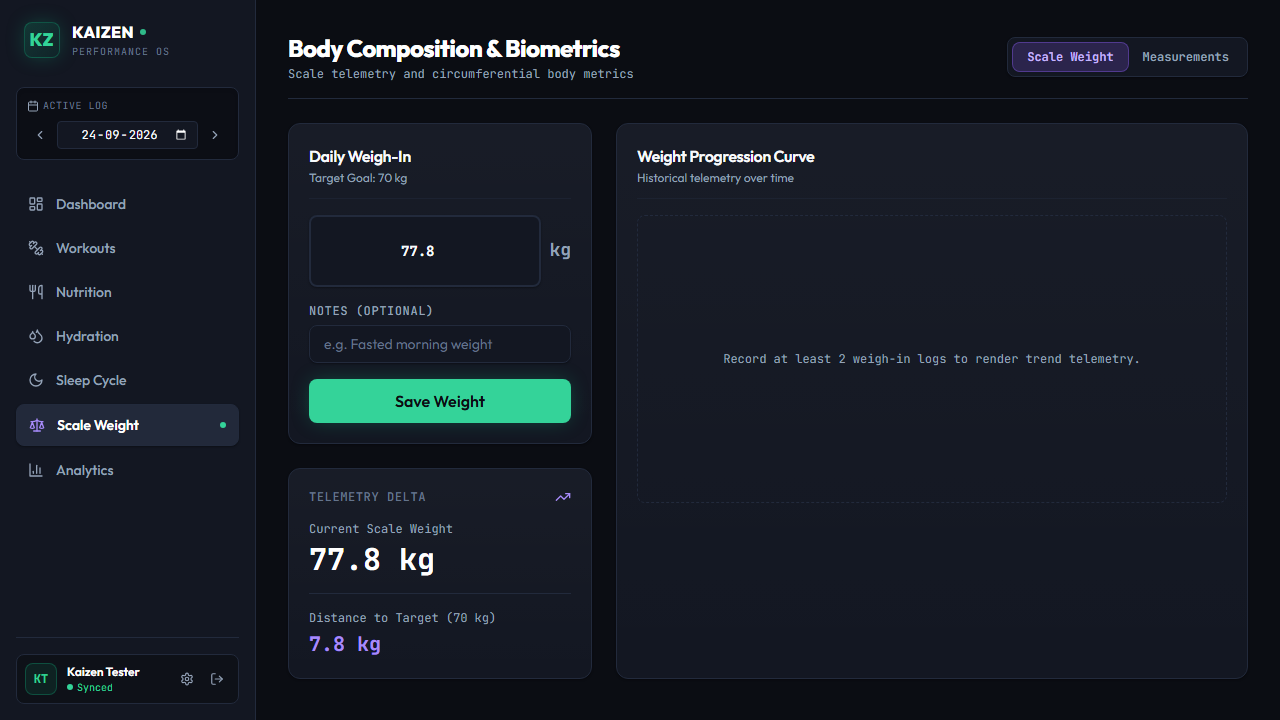 KZ
KAIZEN
PERFORMANCE OS
ACTIVE LOG
24-09-2026
Dashboard
Workouts
Nutrition
Hydration
Sleep Cycle
Scale Weight
Analytics
KT
Kaizen Tester
Synced
Body Composition & Biometrics
Scale telemetry and circumferential body metrics
Scale Weight
Measurements
Daily Weigh-In
Target Goal: 70 kg
77.8
kg
NOTES (OPTIONAL)
e.g. Fasted morning weight
Save Weight
TELEMETRY DELTA
Current Scale Weight
77.8 kg
Distance to Target (70 kg)
7.8 kg
Weight Progression Curve
Historical telemetry over time
Record at least 2 weigh-in logs to render trend telemetry.